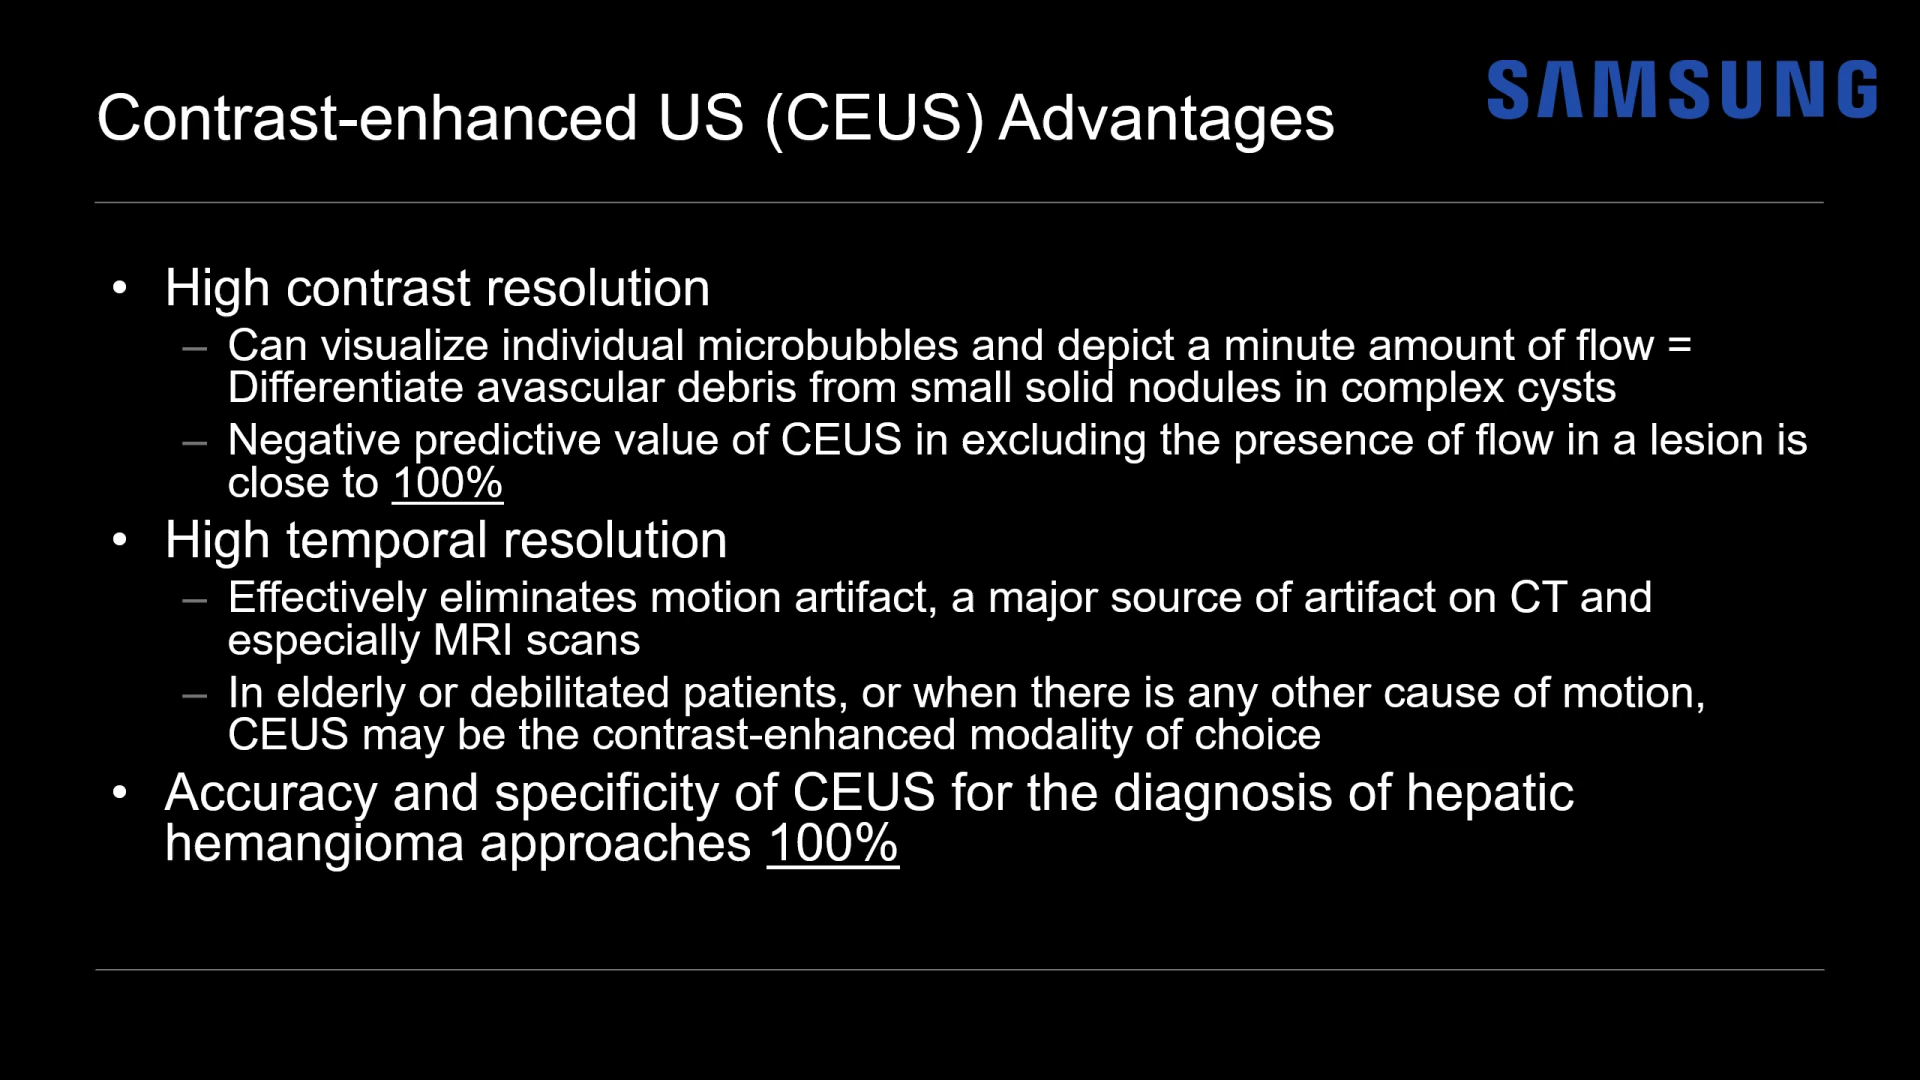 SAMSUNG
Contrast-enhanced US (CEUS) Advantages
• High contrast resolution
– Can visualize individual microbubbles and depict a minute amount of flow =
Differentiate avascular debris from small solid nodules in complex cysts
– Negative predictive value of CEUS in excluding the presence of flow in a lesion is
close to 100%
• High temporal resolution
– Effectively eliminates motion artifact, a major source of artifact on CT and
especially MRI scans
– In elderly or debilitated patients, or when there is any other cause of motion,
CEUS may be the contrast-enhanced modality of choice
• Accuracy and specificity of CEUS for the diagnosis of hepatic
hemangioma approaches 100%